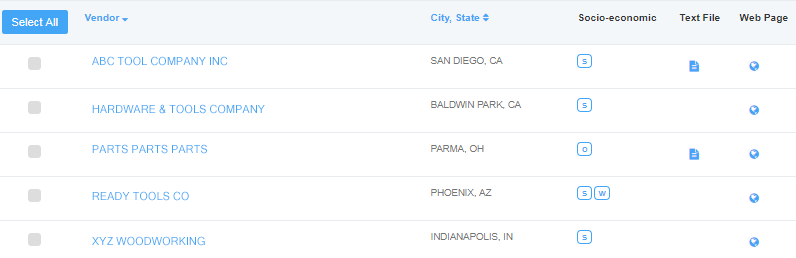 Select All Vendor City, State Socio-economic Text File Web Page
ABC TOOL COMPANY INC SAN DIEGO, CA S
HARDWARE & TOOLS COMPANY BALDWIN PARK, CA S
PARTS PARTS PARTS PARMA, OH O
READY TOOLS CO PHOENIX, AZ S W
XYZ WOODWORKING INDIANAPOLIS, IN S